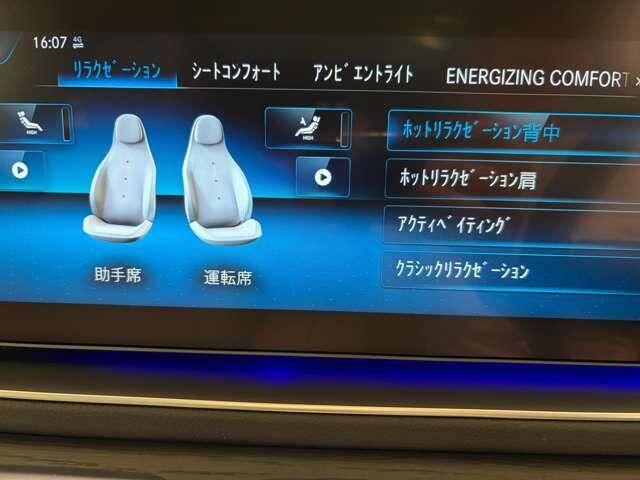 16:07 4G
ﾘﾗｸｾﾞｰｼｮﾝ ｼｰﾄｺﾝﾌｫｰﾄ ｱﾝﾋﾞｴﾝﾄﾗｲﾄ ENERGIZING COMFORT
HIGH HIGH ﾎｯﾄﾘﾗｸｾﾞｰｼｮﾝ背中
ﾎｯﾄﾘﾗｸｾﾞｰｼｮﾝ肩
ｱｸﾃｨﾍﾞｲﾃｨﾝｸﾞ
助手席 運転席 ｸﾗｼｯｸﾘﾗｸｾﾞｰｼｮﾝ